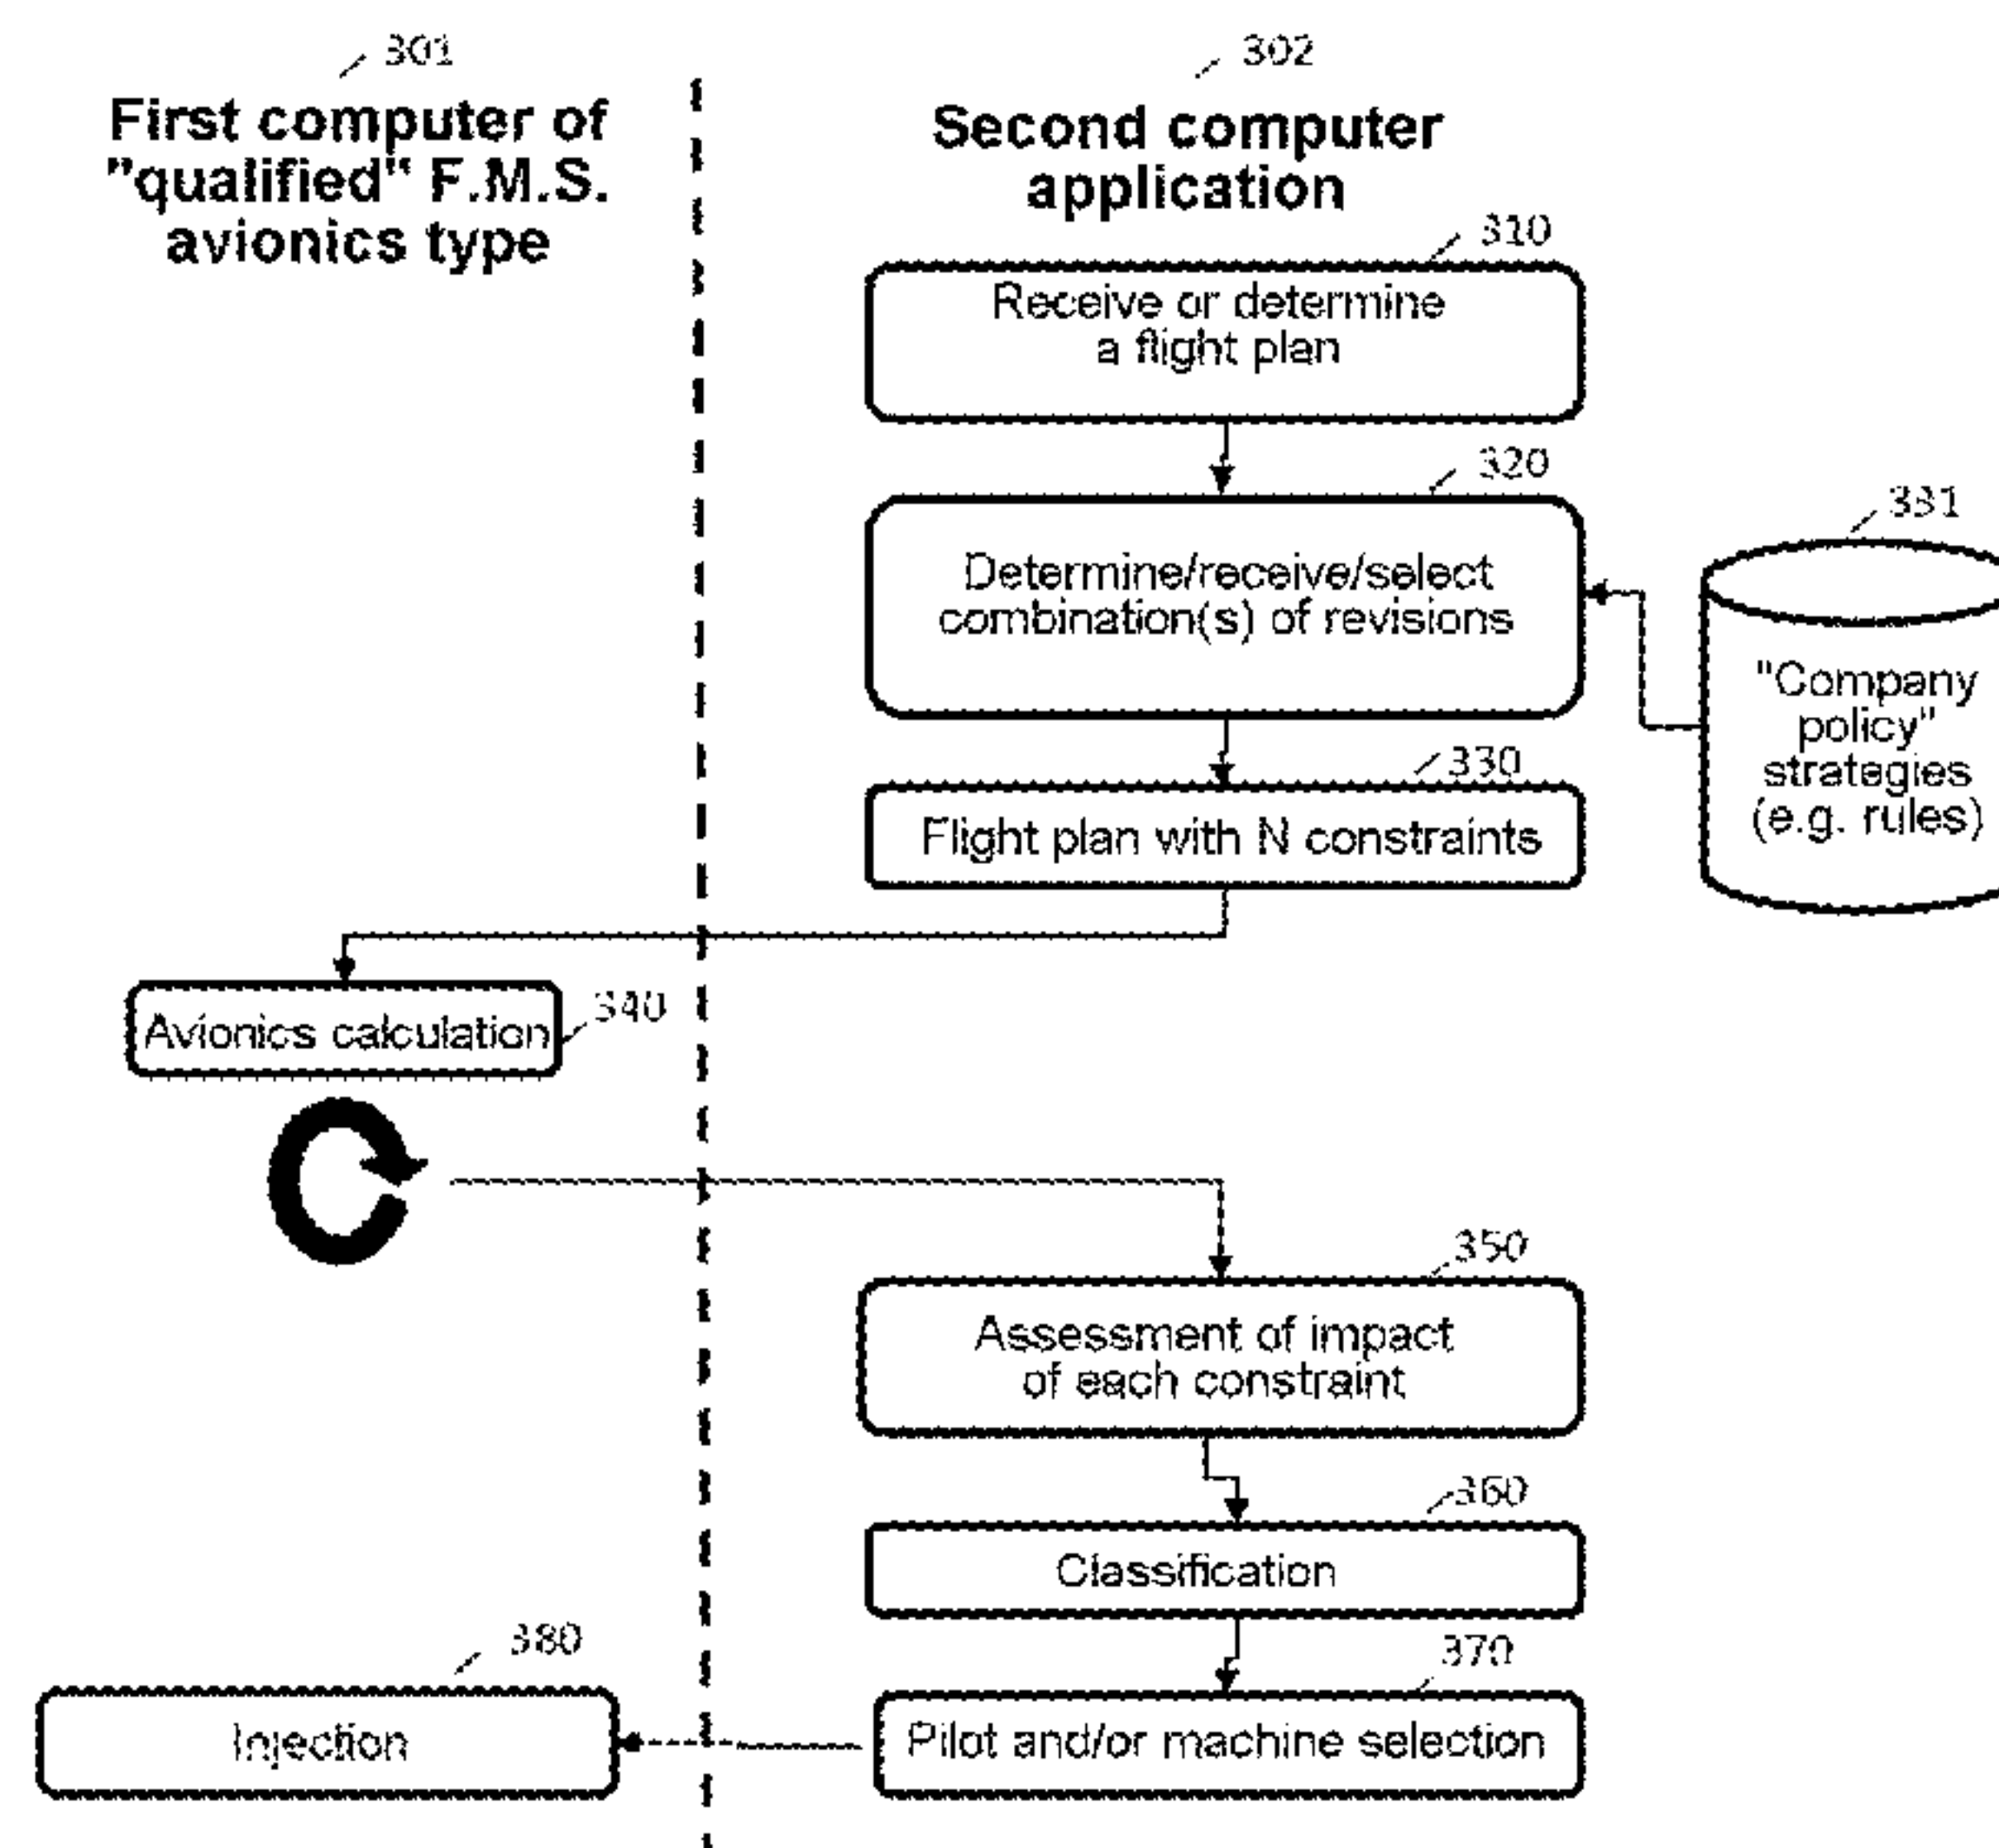 301
First computer of
"qualified" F.M.S.
avionics type
302
Second computer
application
310
Receive or determine
a flight plan
320
Determine/receive/select
combination(s) of revisions
331
"Company
policy"
strategies
(e.g. rules)
330
Flight plan with N constraints
340
Avionics calculation
350
Assessment of impact
of each constraint
360
Classification
370
Pilot and/or machine selection
380
Injection